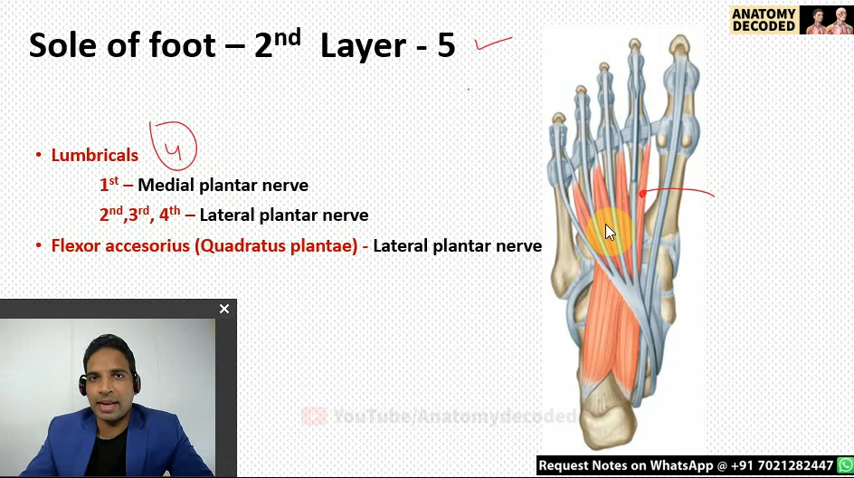 ANATOMY
DECODED
Sole of foot – 2nd Layer - 5
4
• Lumbricals
1st – Medial plantar nerve
2nd,3rd, 4th – Lateral plantar nerve
• Flexor accesorius (Quadratus plantae) - Lateral plantar nerve
YouTube/Anatomydecoded
Request Notes on WhatsApp @ +91 7021282447